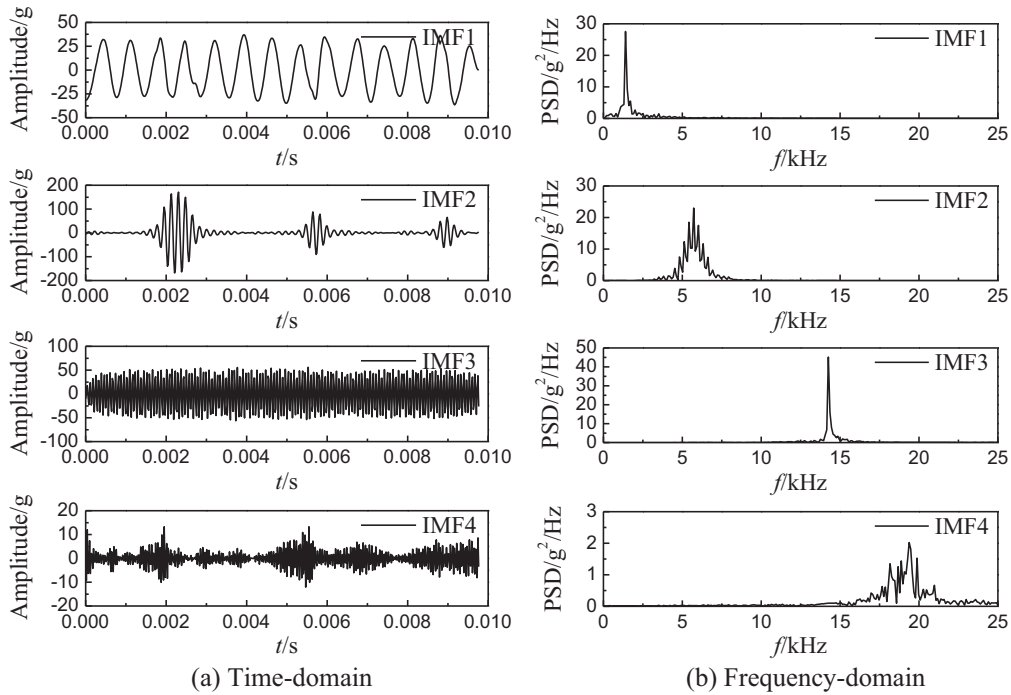 50
25
0
-25
-50
Amplitude/g
IMF1
0.000 0.002 0.004 0.006 0.008 0.010
t/s
30
20
10
0
PSD/g²/Hz
IMF1
0 5 10 15 20 25
f/kHz
200
100
0
-100
-200
Amplitude/g
IMF2
0.000 0.002 0.004 0.006 0.008 0.010
t/s
30
20
10
0
PSD/g²/Hz
IMF2
0 5 10 15 20 25
f/kHz
100
50
0
-50
-100
Amplitude/g
IMF3
0.000 0.002 0.004 0.006 0.008 0.010
t/s
50
40
30
20
10
0
PSD/g²/Hz
IMF3
0 5 10 15 20 25
f/kHz
20
10
0
-10
-20
Amplitude/g
IMF4
0.000 0.002 0.004 0.006 0.008 0.010
t/s
3
2
1
0
PSD/g²/Hz
IMF4
0 5 10 15 20 25
f/kHz
(a) Time-domain
(b) Frequency-domain